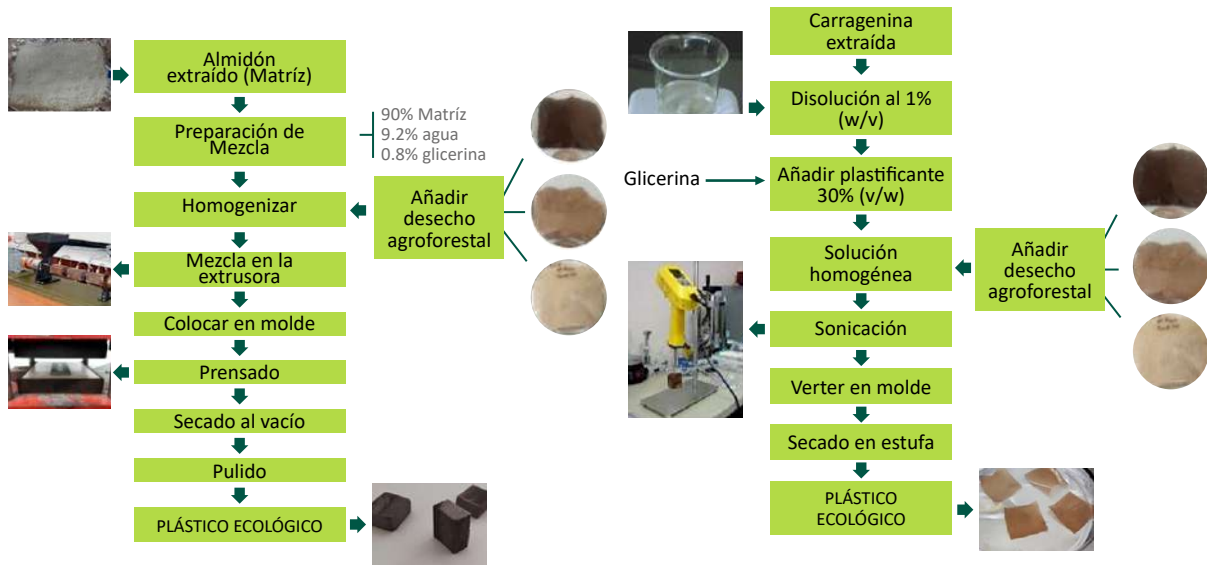 Almidón
extraído (Matríz)
Preparación de
Mezcla
90% Matríz
9.2% agua
0.8% glicerina
Homogenizar
Añadir
desecho
agroforestal
Mezcla en la
extrusora
Colocar en molde
Prensado
Secado al vacío
Pulido
PLÁSTICO ECOLÓGICO
Carragenina
extraída
Disolución al 1%
(w/v)
Glicerina
Añadir plastificante
30% (v/w)
Solución
homogénea
Añadir
desecho
agroforestal
Sonicación
Verter en molde
Secado en estufa
PLÁSTICO
ECOLÓGICO